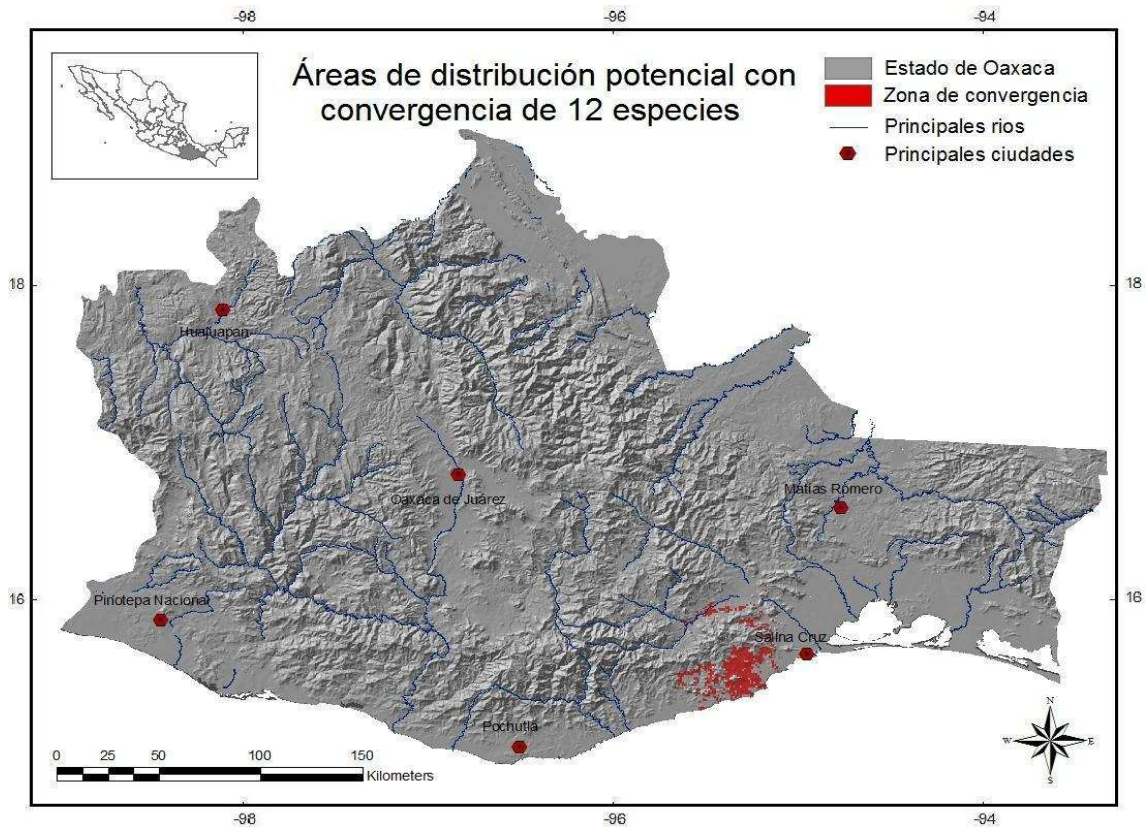 -98
-96
-94
Áreas de distribución potencial con
convergencia de 12 especies
Estado de Oaxaca
Zona de convergencia
Principales rios
Principales ciudades
18
18
Huajuapan
Oaxaca de Juárez
Matías Romero
16
16
Pinotepa Nacional
Salina Cruz
Pochutla
N
W
E
S
0
50
100
150
Kilometers
-98
-96
-94